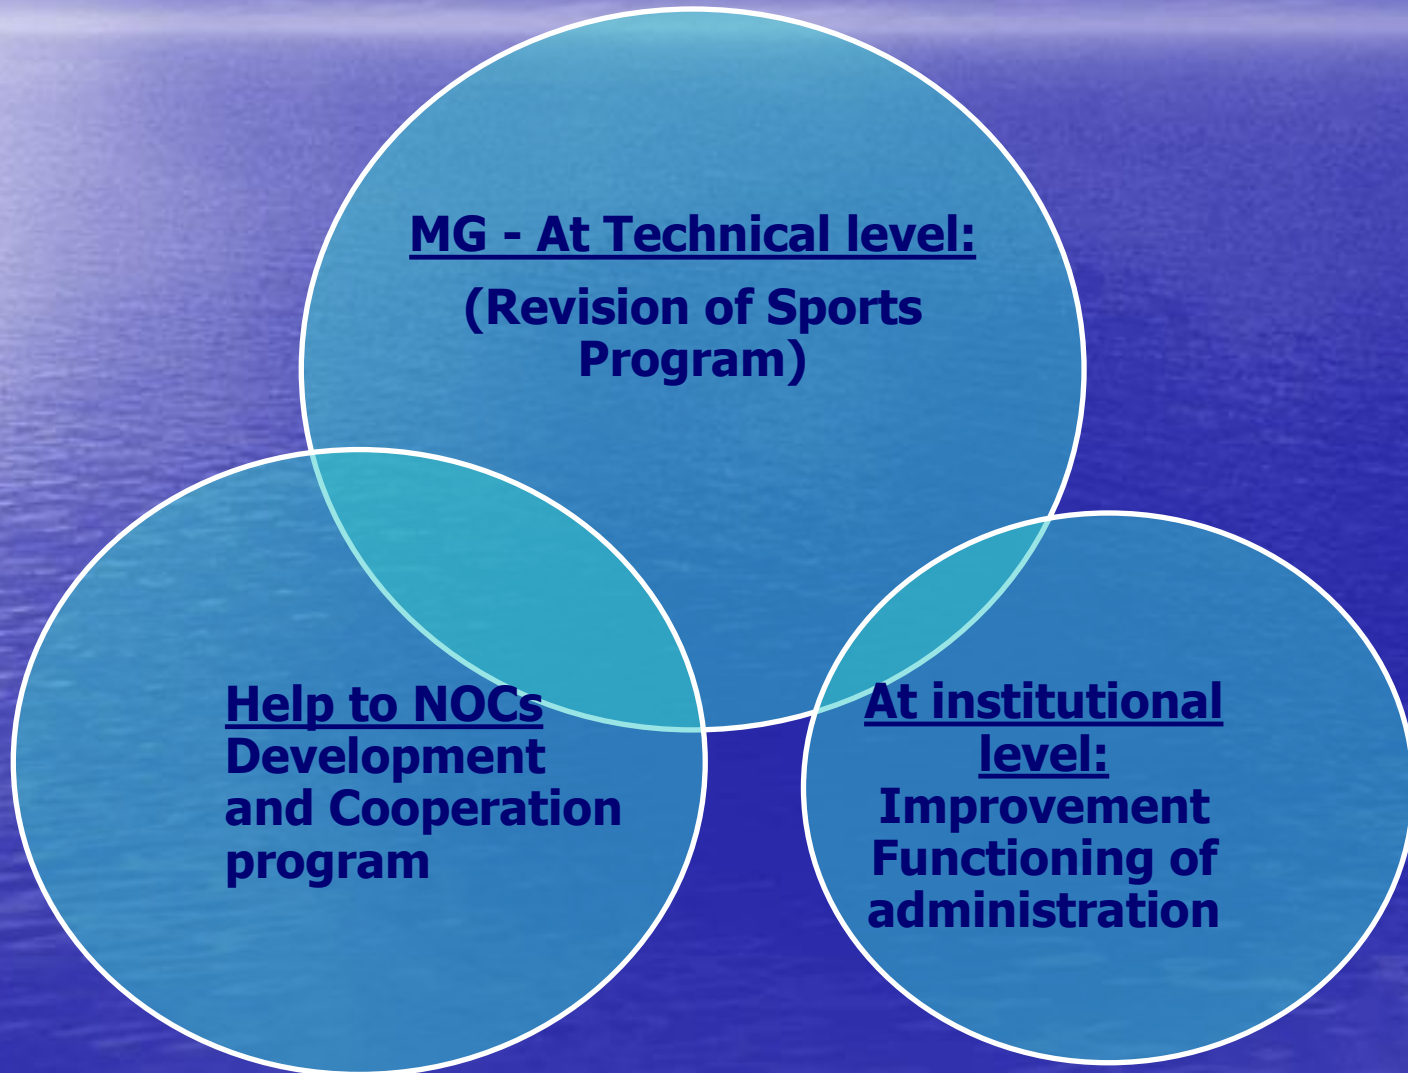 MG - At Technical level:
(Revision of Sports
Program)
Help to NOCs
Development
and Cooperation
program
At institutional
level:
Improvement
Functioning of
administration